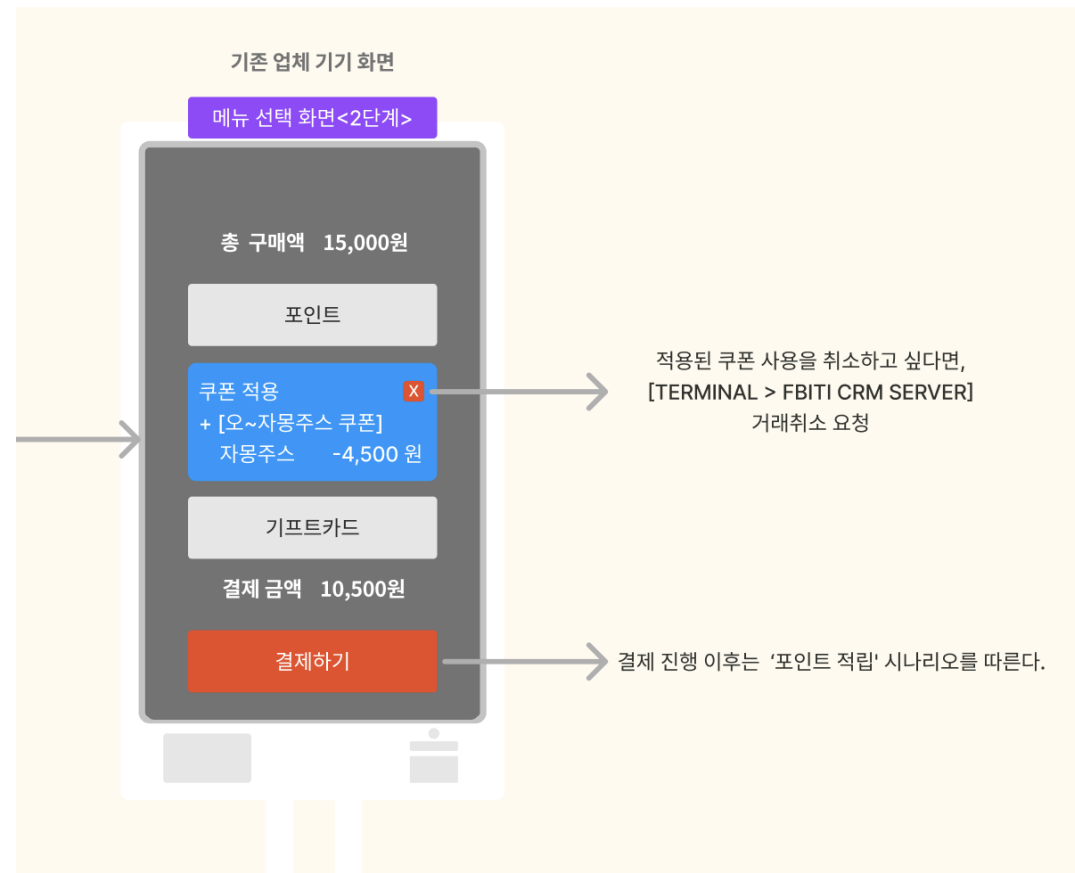 기존 업체 기기 화면
메뉴 선택 화면<2단계>
총 구매액 15,000원
포인트
쿠폰 적용 X
+ [오~자몽주스 쿠폰]
자몽주스 -4,500 원
기프트카드
결제 금액 10,500원
결제하기
적용된 쿠폰 사용을 취소하고 싶다면,
[TERMINAL > FBITI CRM SERVER]
거래취소 요청
결제 진행 이후는 ‘포인트 적립' 시나리오를 따른다.